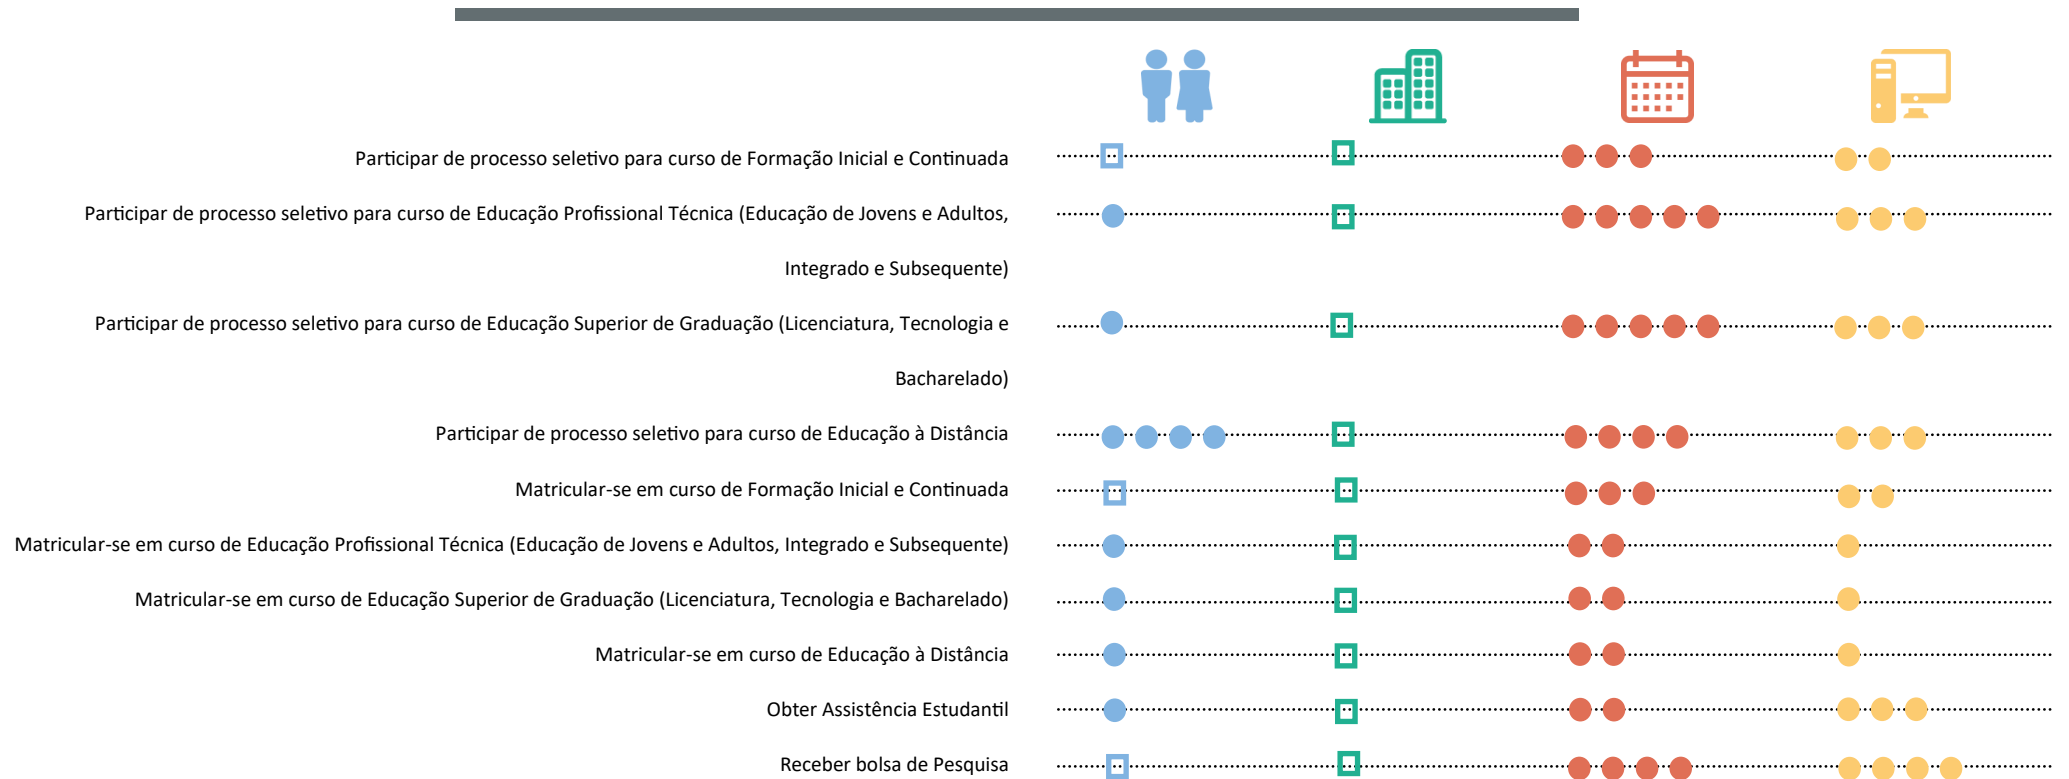 Participar de processo seletivo para curso de Formação Inicial e Continuada
Participar de processo seletivo para curso de Educação Profissional Técnica (Educação de Jovens e Adultos,
Integrado e Subsequente)
Participar de processo seletivo para curso de Educação Superior de Graduação (Licenciatura, Tecnologia e
Bacharelado)
Participar de processo seletivo para curso de Educação à Distância
Matricular-se em curso de Formação Inicial e Continuada
Matricular-se em curso de Educação Profissional Técnica (Educação de Jovens e Adultos, Integrado e Subsequente)
Matricular-se em curso de Educação Superior de Graduação (Licenciatura, Tecnologia e Bacharelado)
Matricular-se em curso de Educação à Distância
Obter Assistência Estudantil
Receber bolsa de Pesquisa